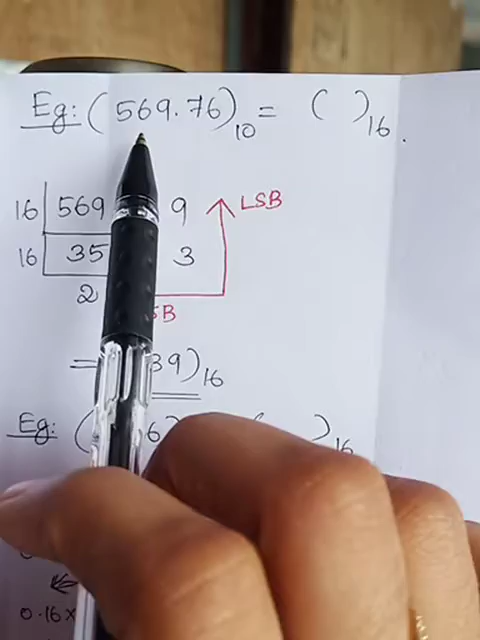 Eg: (569.76)10 = ( )16 .
16 569 9 LSB
16 35 3
2 SB
= 39)16
Eg: ( 6) ( )16
0.16×